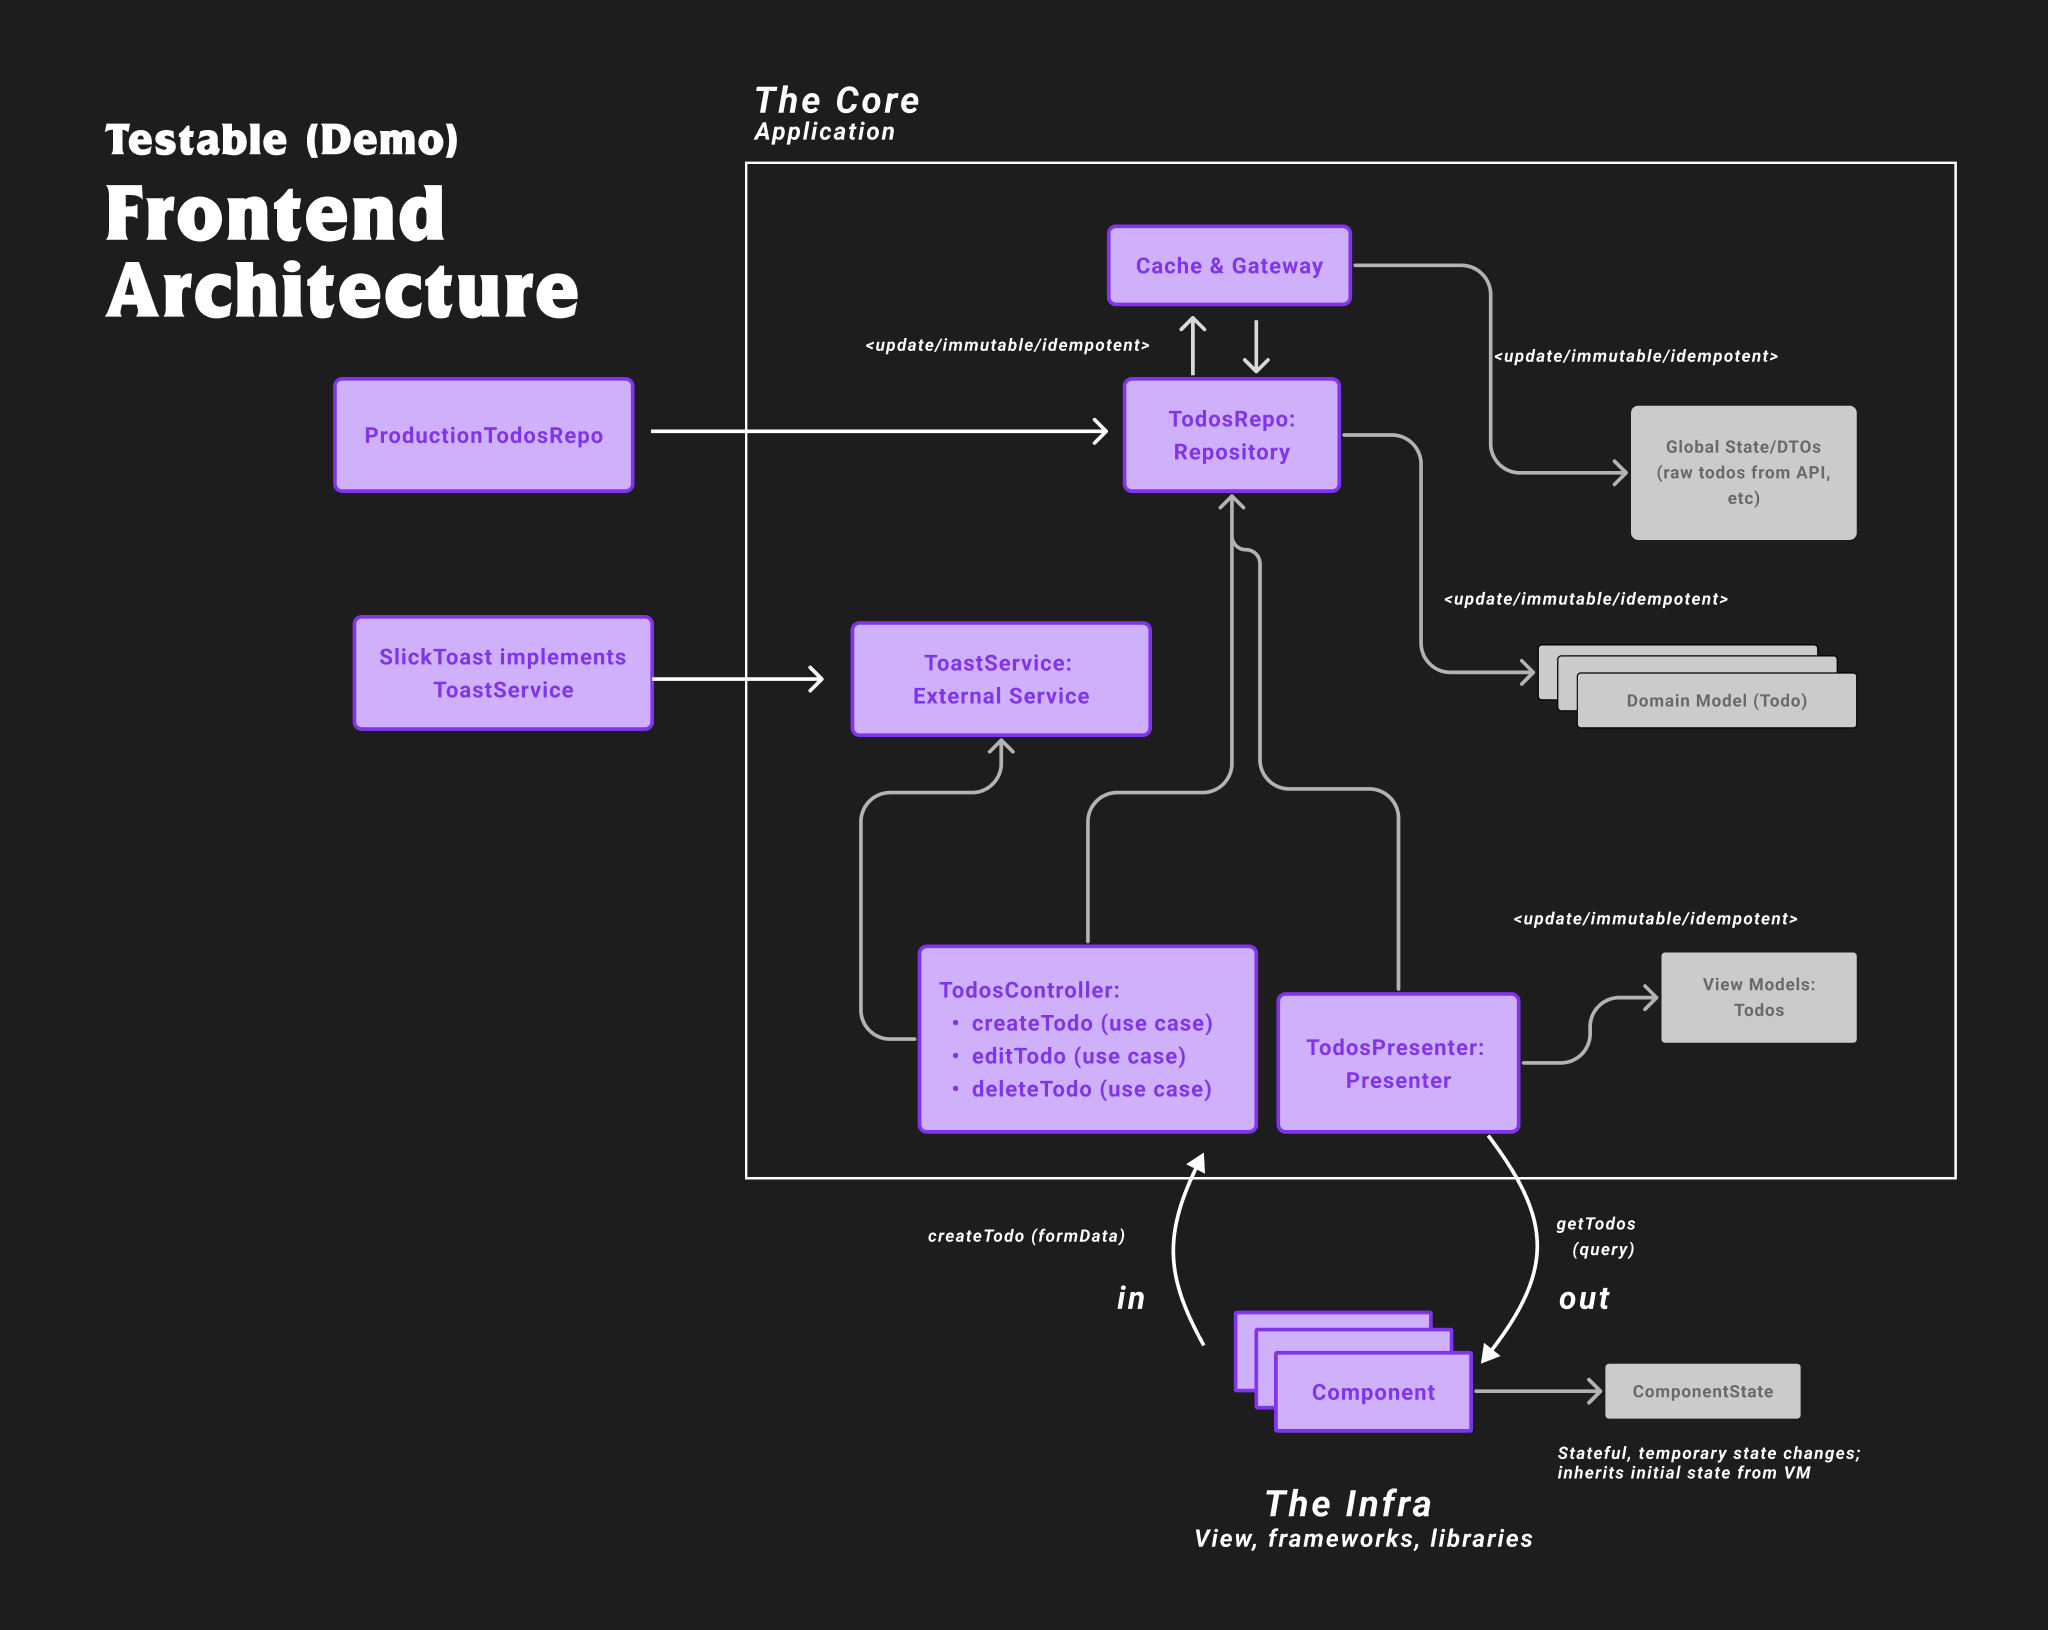 Testable (Demo)
Frontend
Architecture
The Core
Application
Cache & Gateway
<update/immutable/idempotent>
<update/immutable/idempotent>
ProductionTodosRepo
TodosRepo:
Repository
Global State/DTOs
(raw todos from API,
etc)
<update/immutable/idempotent>
SlickToast implements
ToastService
ToastService:
External Service
Domain Model (Todo)
<update/immutable/idempotent>
TodosController:
• createTodo (use case)
• editTodo (use case)
• deleteTodo (use case)
TodosPresenter:
Presenter
View Models:
Todos
createTodo (formData)
getTodos
(query)
in
out
Component
ComponentState
Stateful, temporary state changes;
inherits initial state from VM
The Infra
View, frameworks, libraries